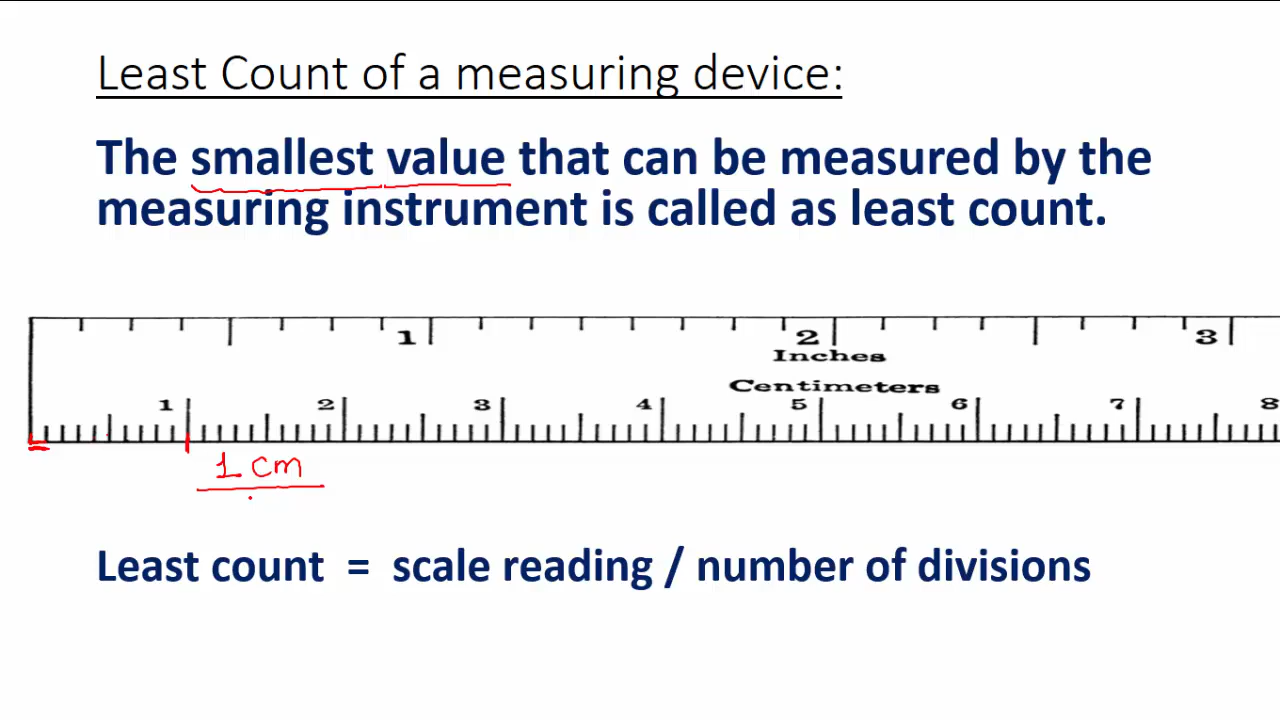 Least Count of a measuring device:
The smallest value that can be measured by the
measuring instrument is called as least count.
1 2 3
Inches
Centimeters
1 2 3 4 5 6 7 8
1 cm
Least count = scale reading / number of divisions